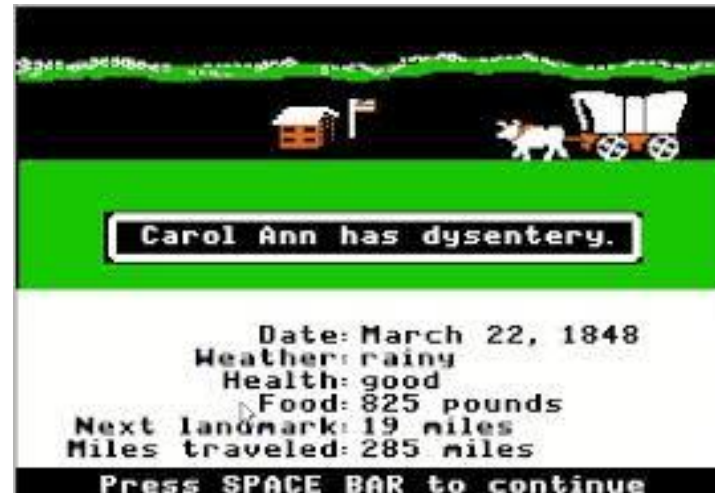 Carol Ann has dysentery.
Date: March 22, 1848
Weather: rainy
Health: good
Food: 825 pounds
Next landmark: 19 miles
Miles traveled: 285 miles
Press SPACE BAR to continue